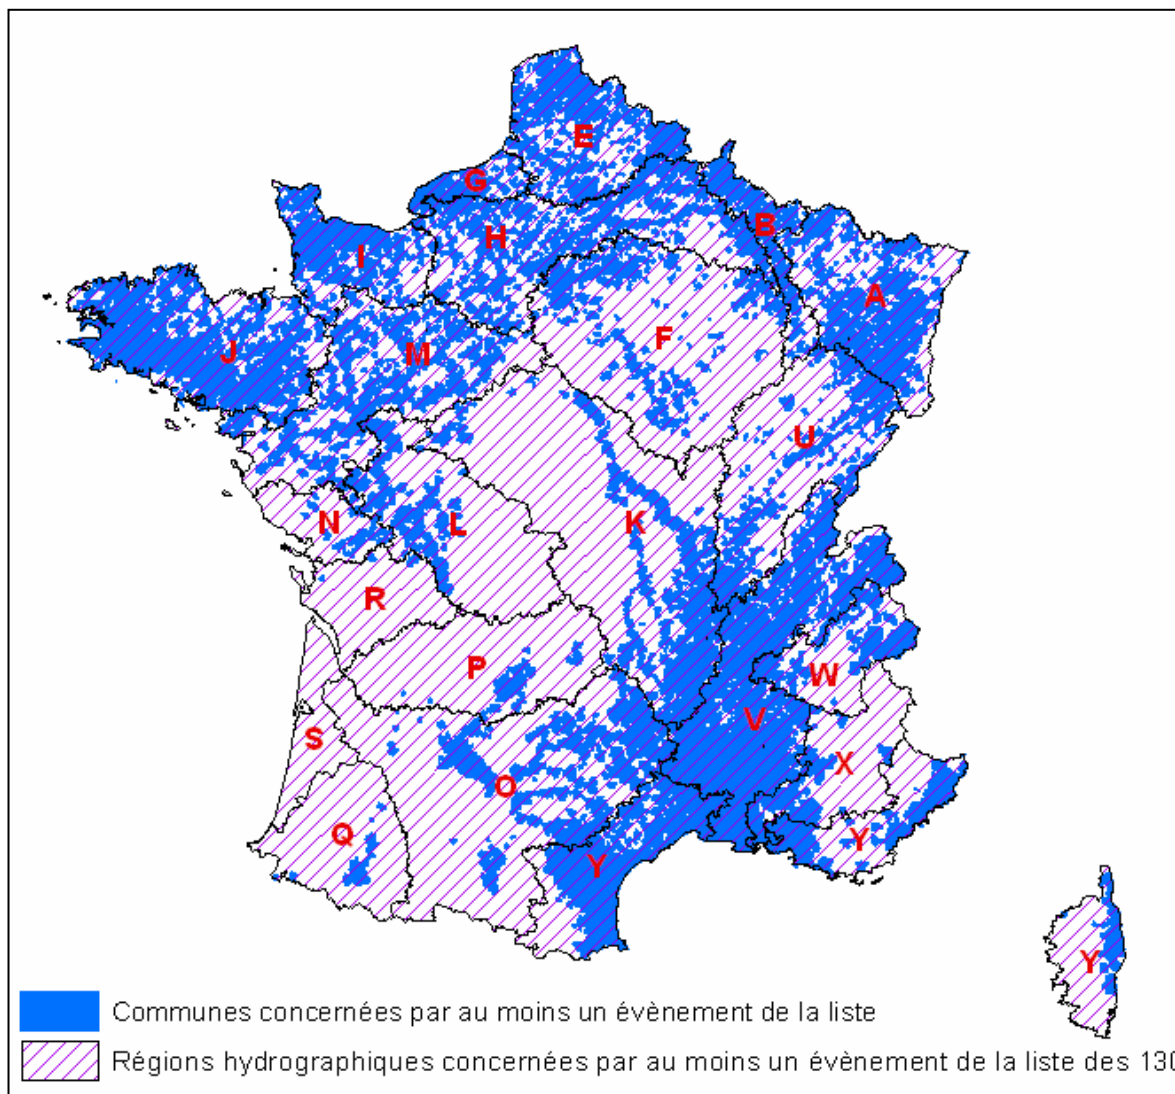 E
G
B
H
I
A
F
J
M
U
N
L
K
R
P
W
V
S
X
O
Q
Y
Y
Y
Communes concernées par au moins un évènement de la liste
Régions hydrographiques concernées par au moins un évènement de la liste des 130